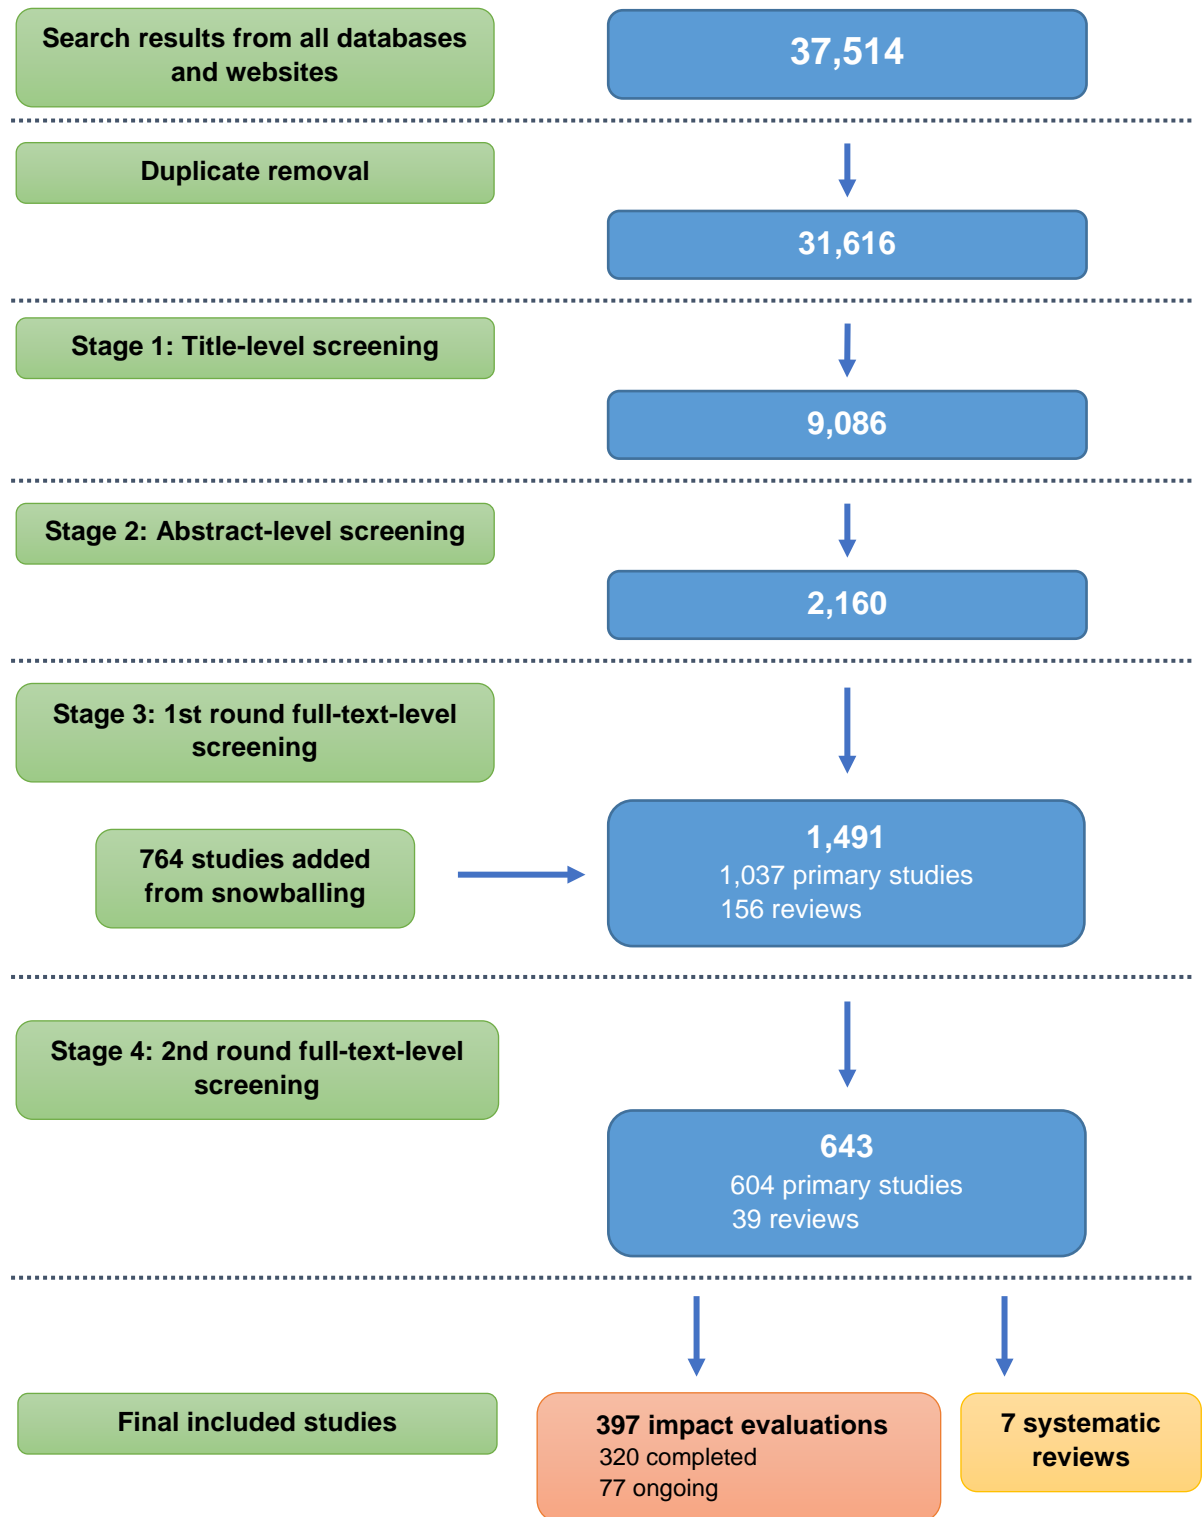 Search results from all databases
and websites
37,514
Duplicate removal
31,616
Stage 1: Title-level screening
9,086
Stage 2: Abstract-level screening
2,160
Stage 3: 1st round full-text-level
screening
764 studies added
from snowballing
1,491
1,037 primary studies
156 reviews
Stage 4: 2nd round full-text-level
screening
643
604 primary studies
39 reviews
Final included studies
397 impact evaluations
320 completed
77 ongoing
7 systematic
reviews